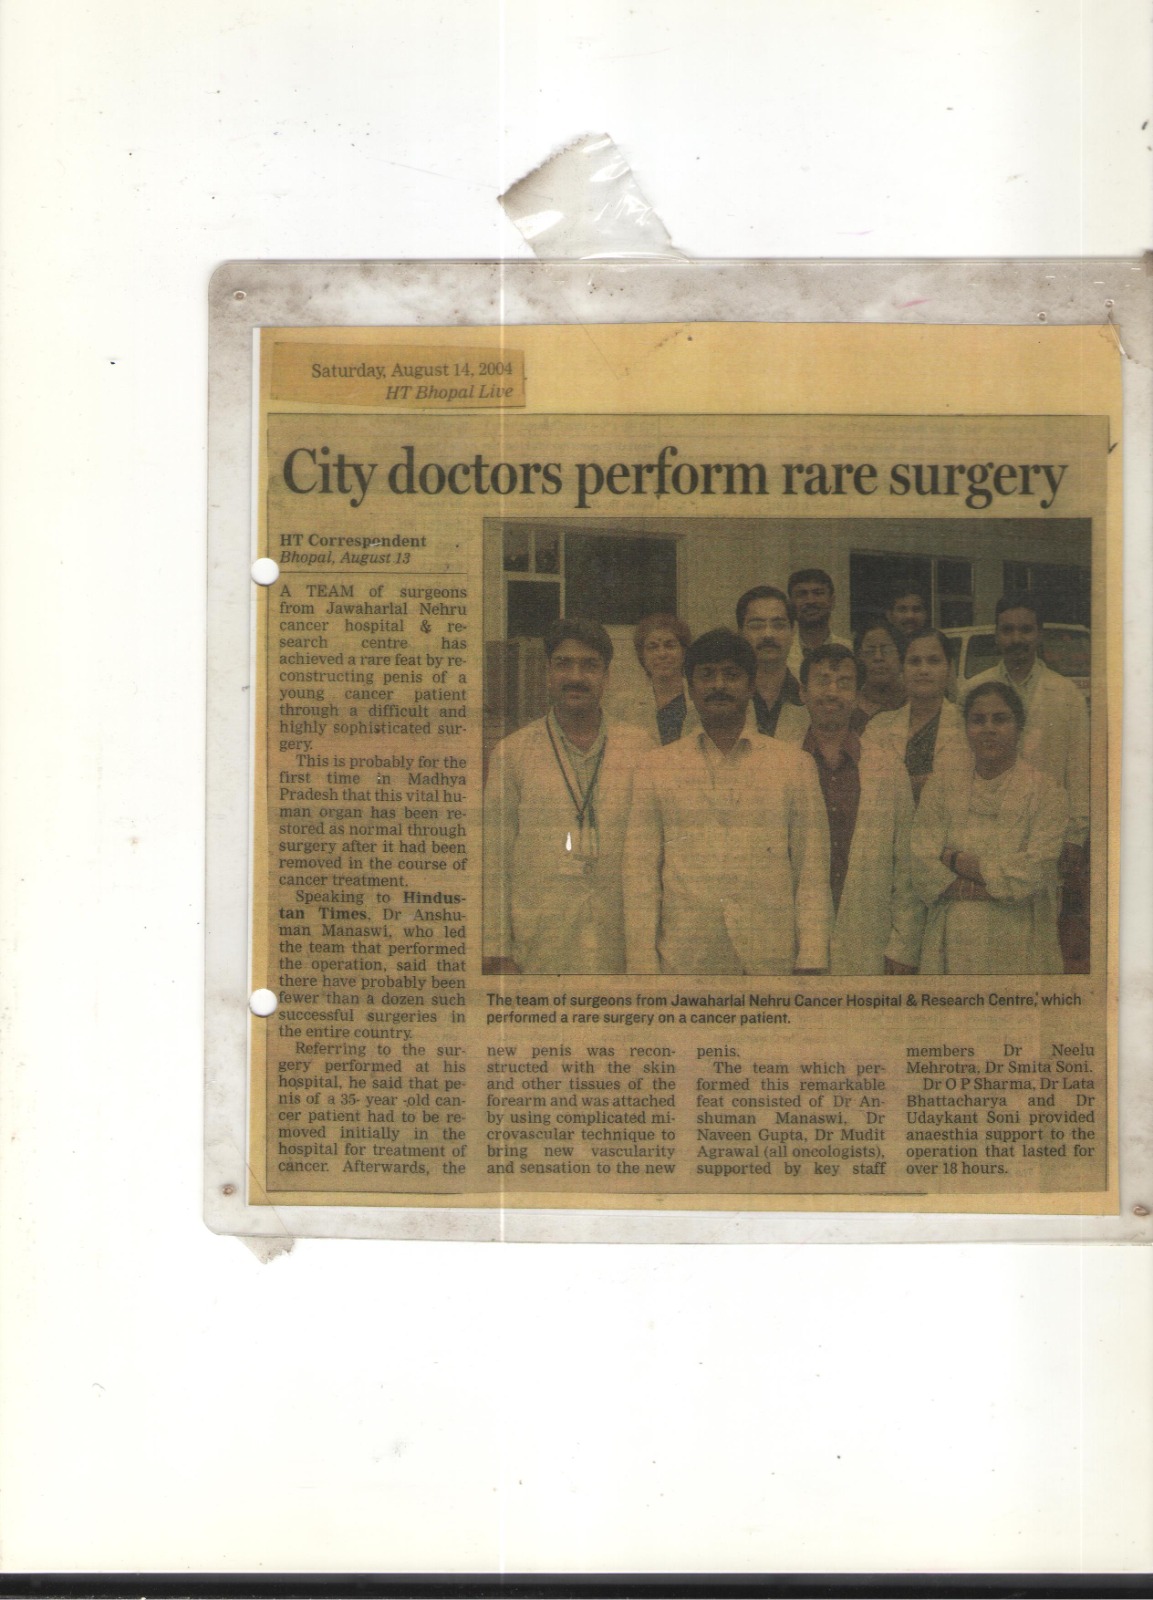 Saturday, August 14, 2004
HT Bhopal Live
City doctors perform rare surgery
HT Correspondent
Bhopal, August 13
A TEAM of surgeons
from Jawaharlal Nehru
cancer hospital & re-
search centre has
achieved a rare feat by re-
constructing penis of a
young cancer patient
through a difficult and
highly sophisticated sur-
gery.
This is probably for the
first time in Madhya
Pradesh that this vital hu-
man organ has been re-
stored as normal through
surgery after it had been
removed in the course of
cancer treatment.
Speaking to Hindus-
tan Times, Dr Anshu-
man Manaswi, who led
the team that performed
the operation, said that
there have probably been
fewer than a dozen such
successful surgeries in
the entire country.
Referring to the sur-
gery performed at his
hospital, he said that pe-
nis of a 35- year -old can-
cer patient had to be re-
moved initially in the
hospital for treatment of
cancer. Afterwards, the
The team of surgeons from Jawaharlal Nehru Cancer Hospital & Research Centre, which
performed a rare surgery on a cancer patient.
new penis was recon-
structed with the skin
and other tissues of the
forearm and was attached
by using complicated mi-
crovascular technique to
bring new vascularity
and sensation to the new
penis.
The team which per-
formed this remarkable
feat consisted of Dr An-
shuman Manaswi, Dr
Naveen Gupta, Dr Mudit
Agrawal (all oncologists),
supported by key staff
members Dr Neelu
Mehrotra, Dr Smita Soni.
Dr O P Sharma, Dr Lata
Bhattacharya and Dr
Udaykant Soni provided
anaesthia support to the
operation that lasted for
over 18 hours.